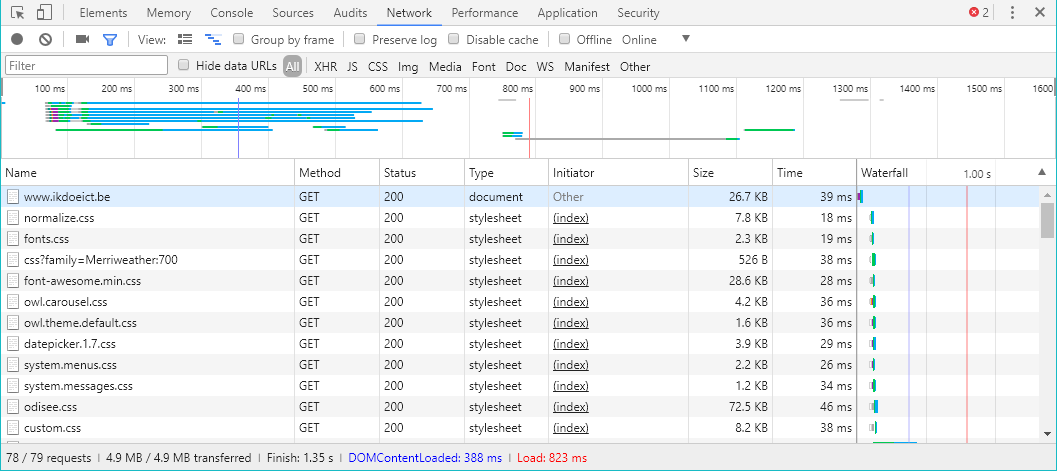 Elements Memory Console Sources Audits Network Performance Application Security 2
View: Group by frame Preserve log Disable cache Offline Online
Filter Hide data URLs All XHR JS CSS Img Media Font Doc WS Manifest Other
100 ms 200 ms 300 ms 400 ms 500 ms 600 ms 700 ms 800 ms 900 ms 1000 ms 1100 ms 1200 ms 1300 ms 1400 ms 1500 ms 1600
Name Method Status Type Initiator Size Time Waterfall 1.00 s
www.ikdoeict.be GET 200 document Other 26.7 KB 39 ms
normalize.css GET 200 stylesheet (index) 7.8 KB 18 ms
fonts.css GET 200 stylesheet (index) 2.3 KB 19 ms
css?family=Merriweather:700 GET 200 stylesheet (index) 526 B 38 ms
font-awesome.min.css GET 200 stylesheet (index) 28.6 KB 28 ms
owl.carousel.css GET 200 stylesheet (index) 4.2 KB 36 ms
owl.theme.default.css GET 200 stylesheet (index) 1.6 KB 36 ms
datepicker.1.7.css GET 200 stylesheet (index) 3.9 KB 29 ms
system.menus.css GET 200 stylesheet (index) 2.2 KB 26 ms
system.messages.css GET 200 stylesheet (index) 1.2 KB 34 ms
odisee.css GET 200 stylesheet (index) 72.5 KB 46 ms
custom.css GET 200 stylesheet (index) 8.2 KB 38 ms
78 / 79 requests | 4.9 MB / 4.9 MB transferred | Finish: 1.35 s | DOMContentLoaded: 388 ms | Load: 823 ms